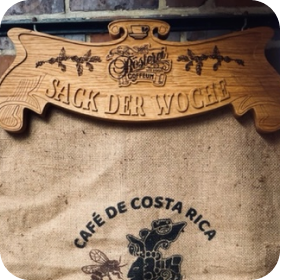 SACK DER WOCHE
CAFÉ DE COSTA RICA